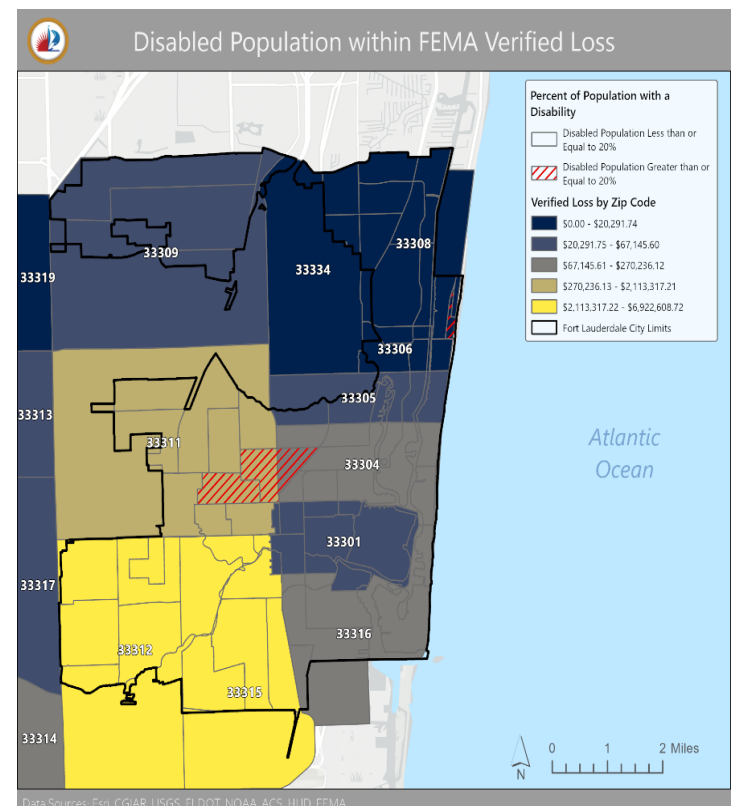 Disabled Population within FEMA Verified Loss
Percent of Population with a
Disability
Disabled Population Less than or
Equal to 20%
Disabled Population Greater than or
Equal to 20%
Verified Loss by Zip Code
$0.00 - $20,291.74
$20,291.75 - $67,145.60
$67,145.61 - $270,236.12
$270,236.13 - $2,113,317.21
$2,113,317.22 - $6,922,608.72
Fort Lauderdale City Limits
33308
33309
33334
33319
33306
33305
33313
33311
33304
Atlantic
Ocean
33301
33317
33316
33312
33315
33314
0 1 2 Miles
N
Data Sources: Esri, CGIAR, USGS, FLDOT, NOAA, ACS, HUD, FEMA